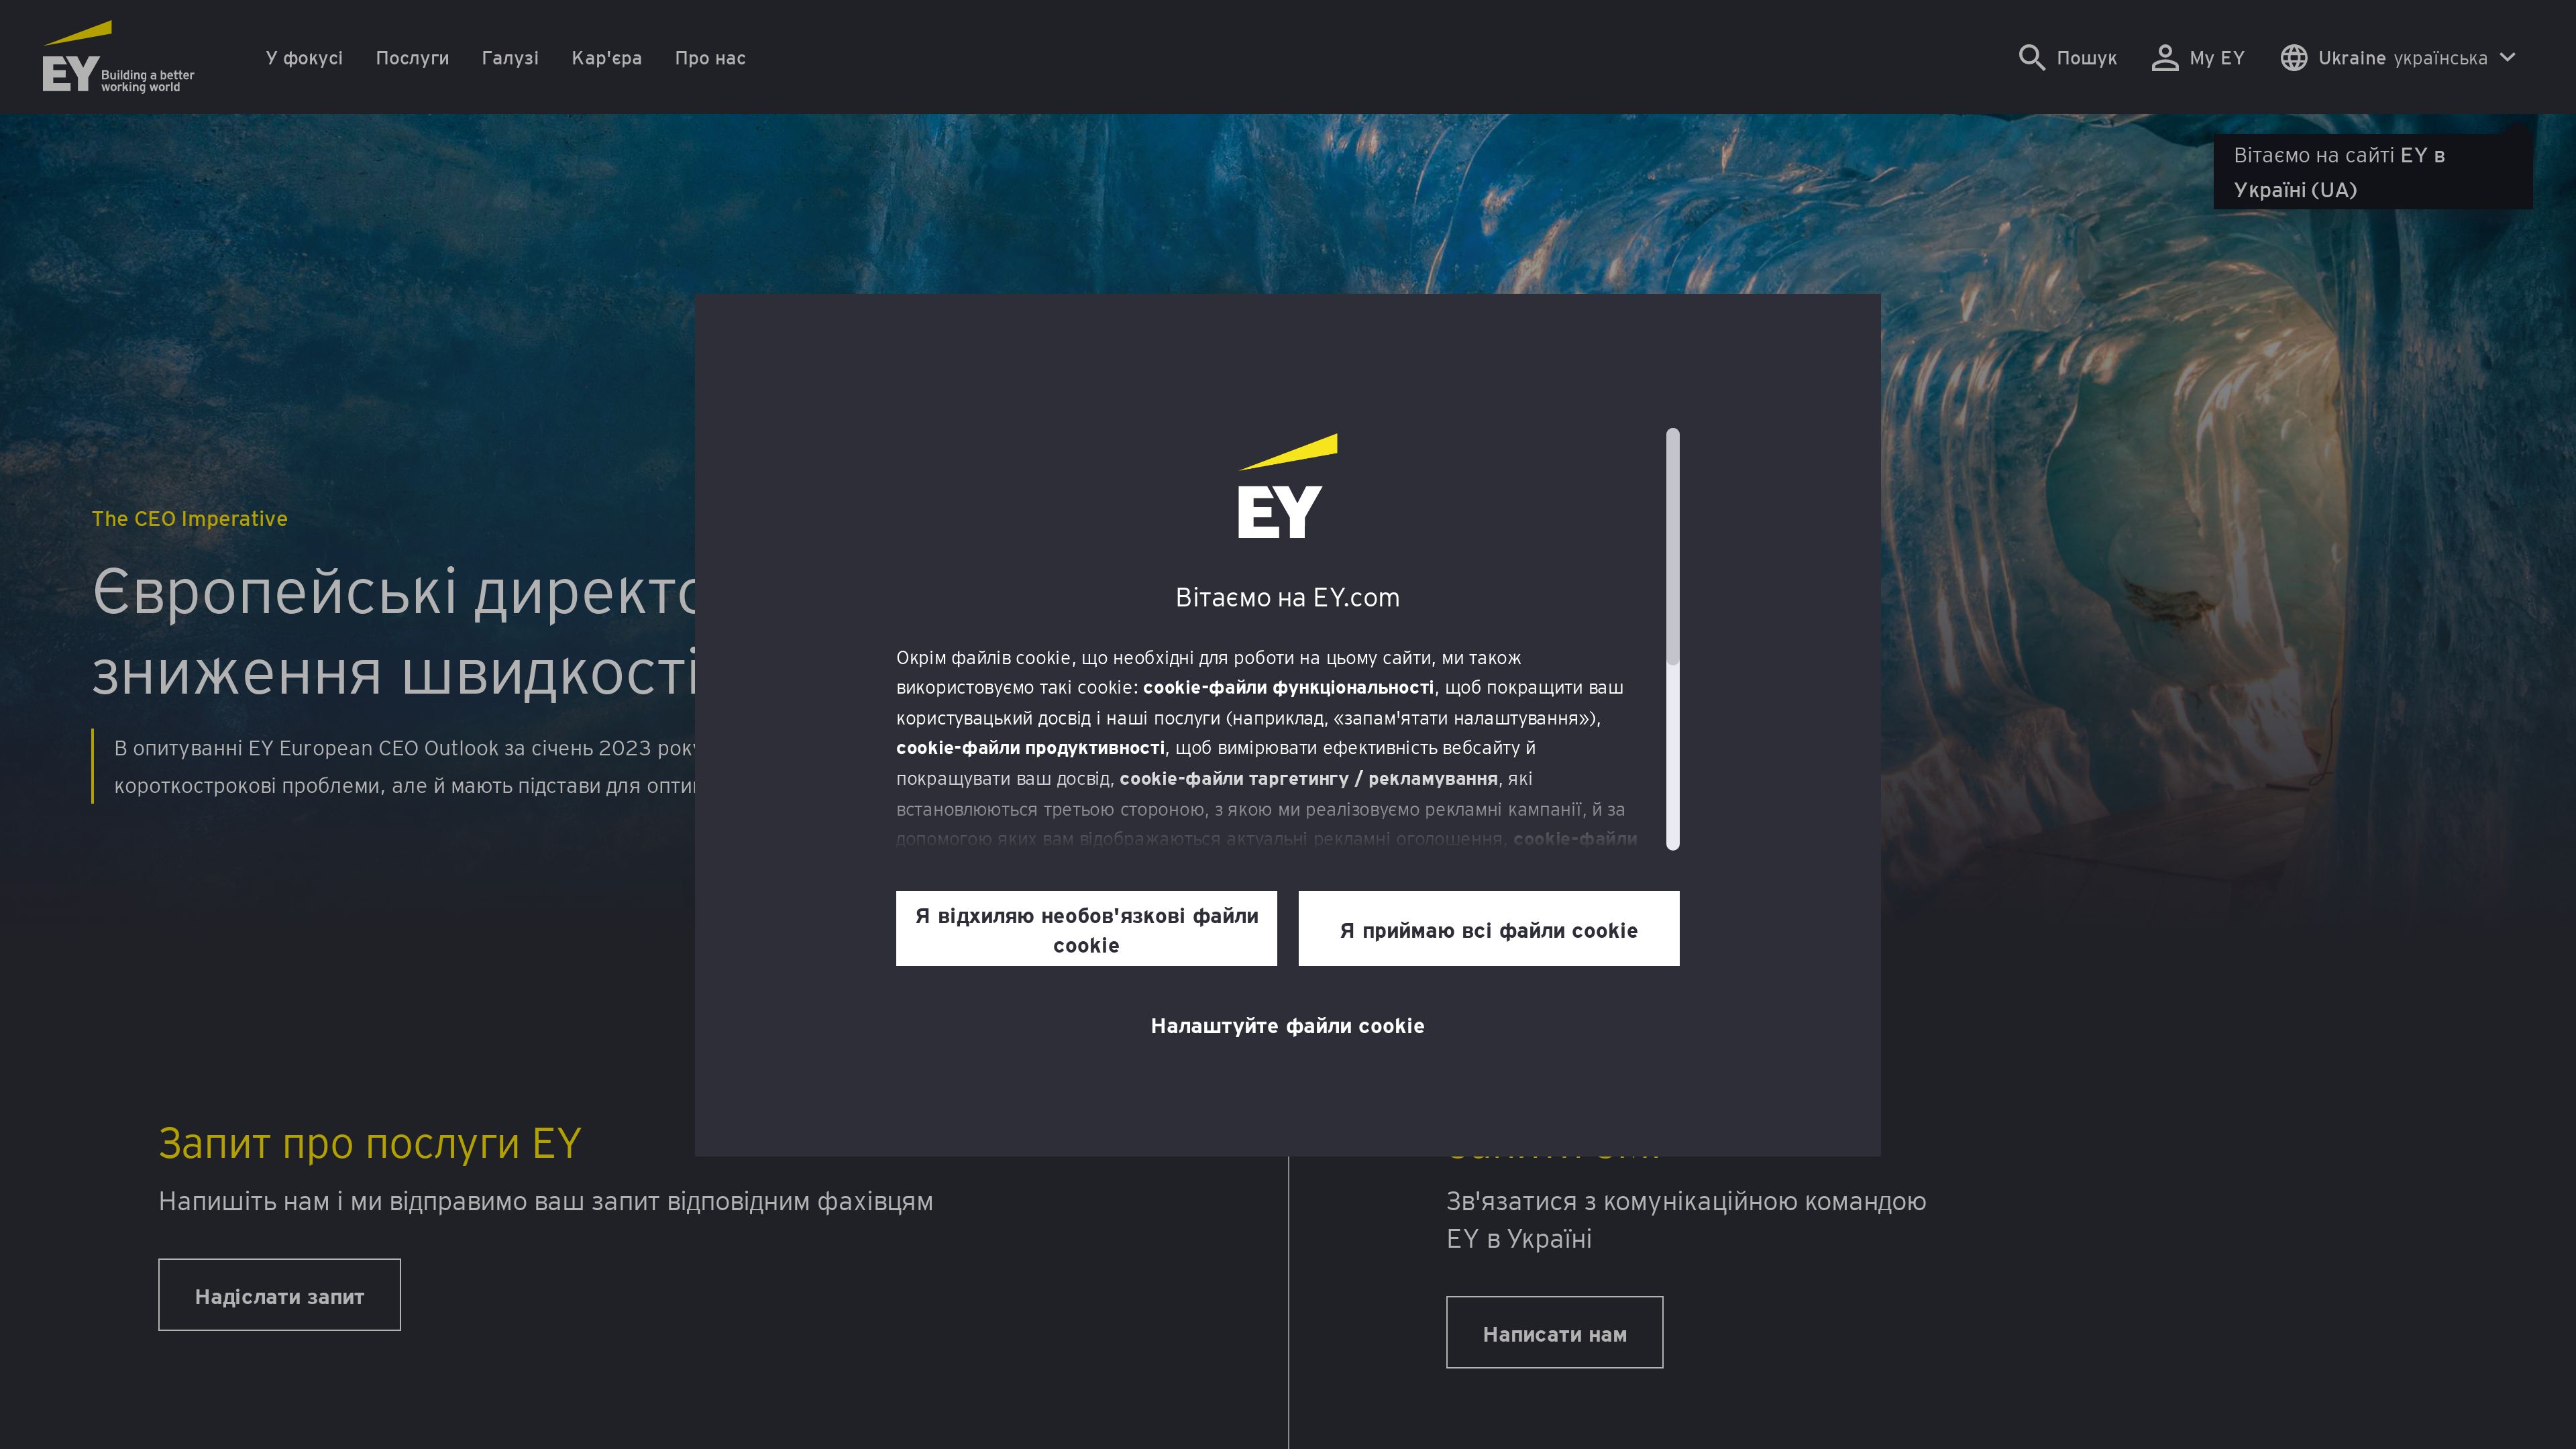 EY Building a better
working world
У фокусі
Послуги
Галузі
Кар'єра
Про нас
Пошук
My EY
Ukraine українська
Вітаємо на сайті EY в
Україні (UA)
The CEO Imperative
Європейські директо
зниження швидкості
В опитуванні EY European CEO Outlook за січень 2023 року
короткострокові проблеми, але й мають підстави для опти
EY
Вітаємо на EY.com
Окрім файлів cookie, що необхідні для роботи на цьому сайти, ми також
використовуємо такі cookie: cookie-файли функціональності, щоб покращити ваш
користувацький досвід і наші послуги (наприклад, «запам'ятати налаштування»),
cookie-файли продуктивності, щоб вимірювати ефективність вебсайту й
покращувати ваш досвід, cookie-файли таргетингу / рекламування, які
встановлюються третьою стороною, з якою ми реалізовуємо рекламні кампанії, й за
допомогою яких вам відображаються актуальні рекламні оголошення, cookie-файли
Я відхиляю необов'язкові файли
cookie
Я приймаю всі файли cookie
Налаштуйте файли cookie
Запит про послуги EY
Напишіть нам і ми відправимо ваш запит відповідним фахівцям
Надіслати запит
Зв'язатися з комунікаційною командою
EY в Україні
Написати нам